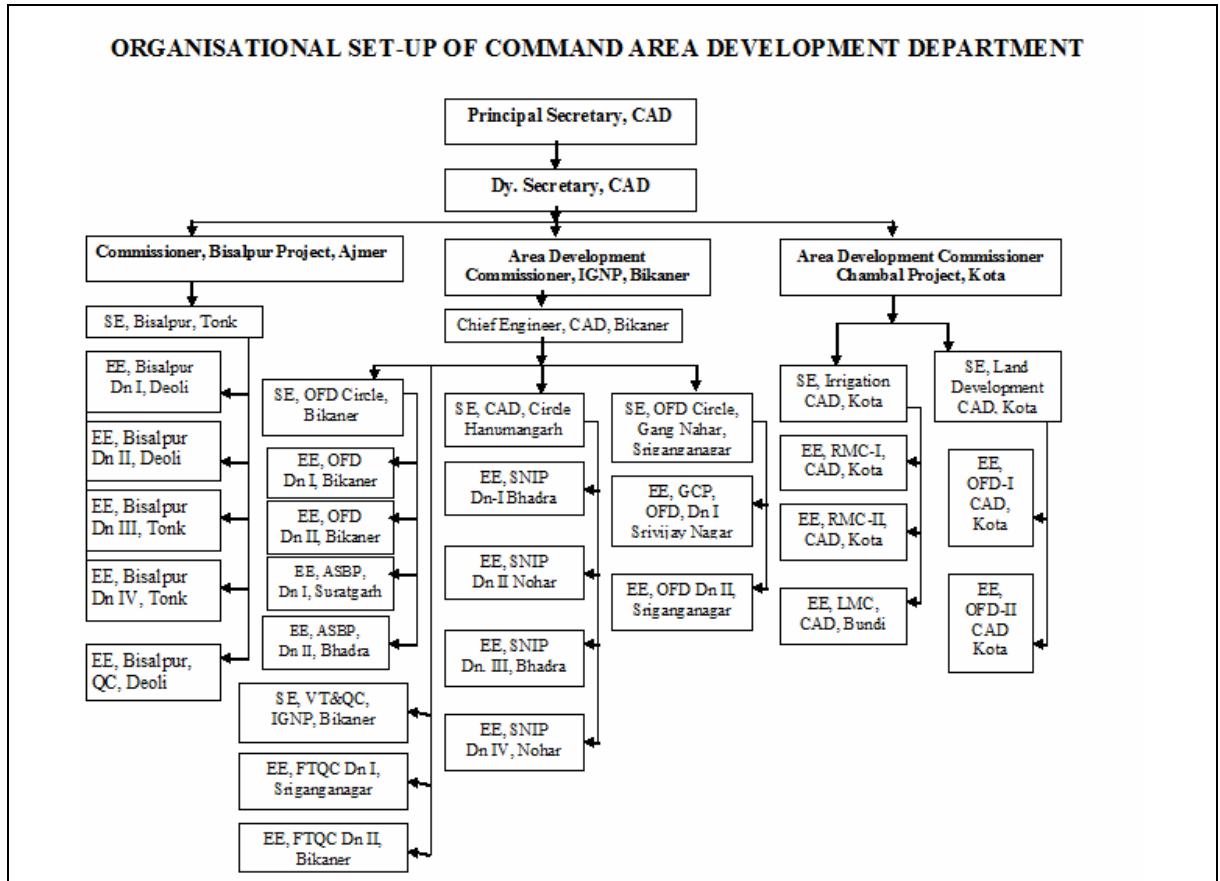 ORGANISATIONAL SET-UP OF COMMAND AREA DEVELOPMENT DEPARTMENT
Principal Secretary, CAD
Dy. Secretary, CAD
Commissioner, Bisalpur Project, Ajmer
Area Development
Commissioner, IGNP, Bikaner
Area Development Commissioner
Chambal Project, Kota
SE, Bisalpur, Tonk
EE, Bisalpur
Dn I, Deoli
EE, Bisalpur
Dn II, Deoli
EE, Bisalpur
Dn III, Tonk
EE, Bisalpur
Dn IV, Tonk
EE, Bisalpur,
QC, Deoli
Chief Engineer, CAD, Bikaner
SE, OFD Circle,
Bikaner
EE, OFD
Dn I, Bikaner
EE, OFD
Dn II, Bikaner
EE, ASBP,
Dn I, Suratgarh
EE, ASBP,
Dn II, Bhadra
SE, VT&QC,
IGNP, Bikaner
EE, FTQC Dn I,
Sriganganagar
EE, FTQC Dn II,
Bikaner
SE, CAD, Circle
Hanumangarh
EE, SNIP
Dn-I Bhadra
EE, SNIP
Dn II Nohar
EE, SNIP
Dn. III, Bhadra
EE, SNIP
Dn IV, Nohar
SE, OFD Circle,
Gang Nahar,
Sriganganagar
EE, GCP,
OFD, Dn I
Srivijay Nagar
EE, OFD Dn II,
Sriganganagar
SE, Irrigation
CAD, Kota
EE, RMC-I,
CAD, Kota
EE, RMC-II,
CAD, Kota
EE, LMC,
CAD, Bundi
SE, Land
Development
CAD, Kota
EE,
OFD-I
CAD,
Kota
EE,
OFD-II
CAD
Kota